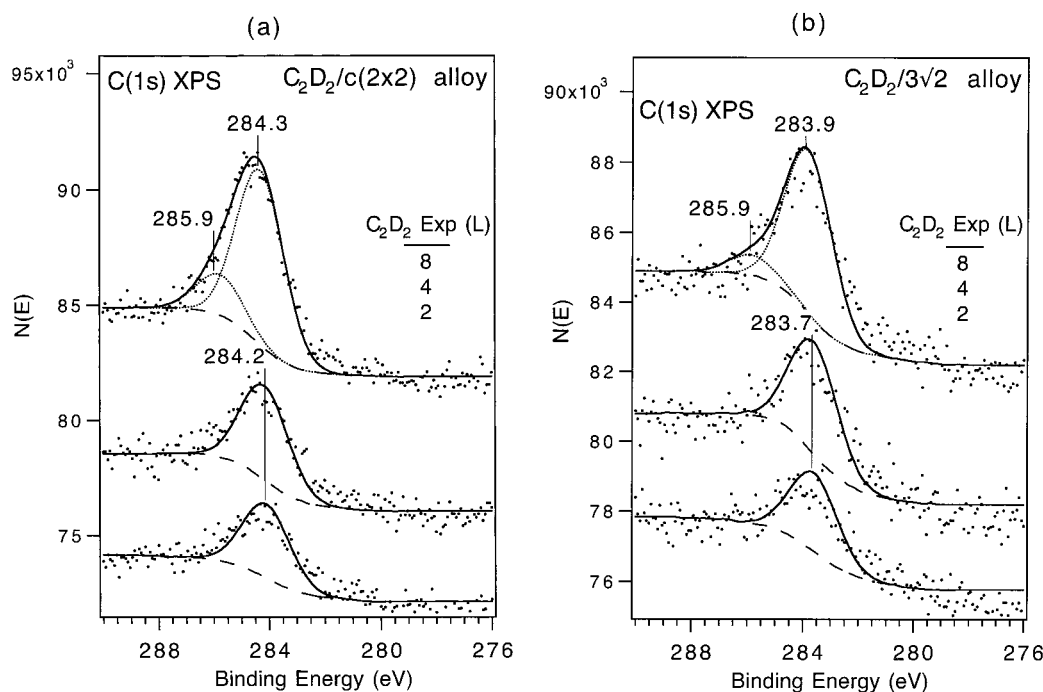 (a)
95x10³
C(1s) XPS
C₂D₂/c(2x2) alloy
284.3
90
285.9
C₂D₂ Exp (L)
8
4
2
85
284.2
80
75
N(E)
288
284
280
276
Binding Energy (eV)
(b)
90x10³
C₂D₂/3√2 alloy
C(1s) XPS
283.9
88
285.9
C₂D₂ Exp (L)
8
4
2
86
84
283.7
82
80
78
76
N(E)
288
284
280
276
Binding Energy (eV)